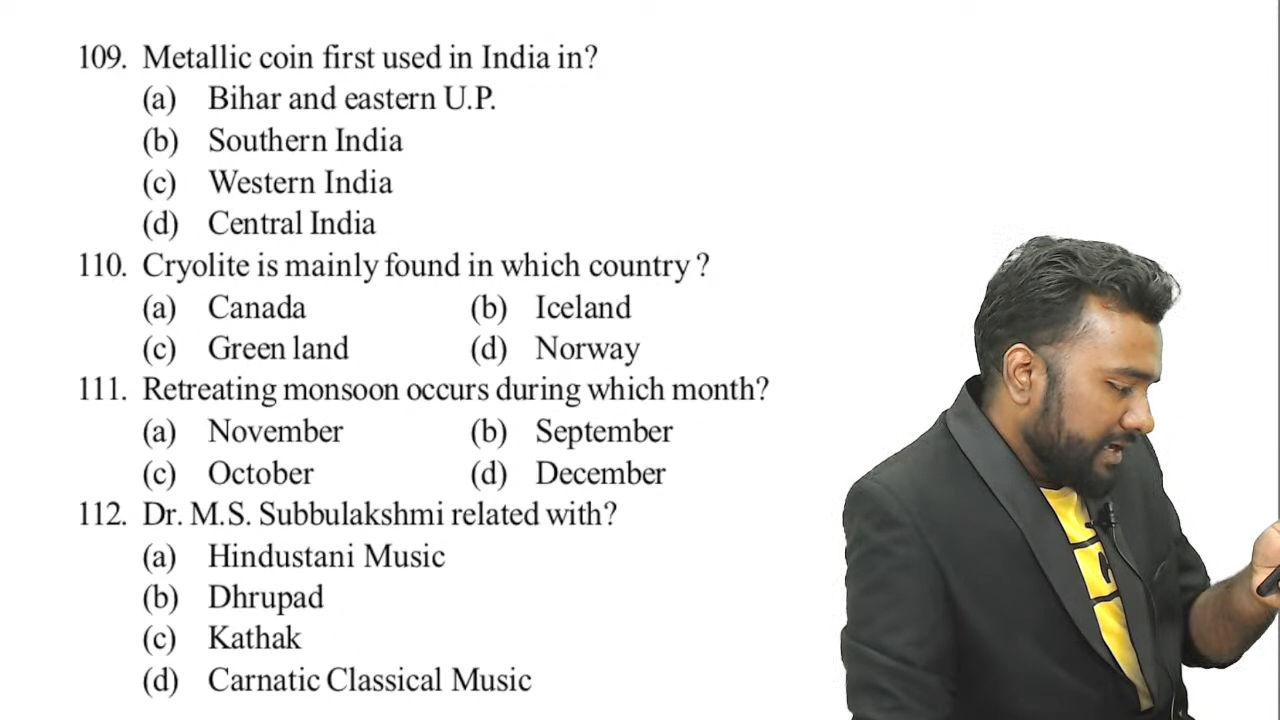 109. Metallic coin first used in India in?
(a) Bihar and eastern U.P.
(b) Southern India
(c) Western India
(d) Central India
110. Cryolite is mainly found in which country ?
(a) Canada (b) Iceland
(c) Green land (d) Norway
111. Retreating monsoon occurs during which month?
(a) November (b) September
(c) October (d) December
112. Dr. M.S. Subbulakshmi related with?
(a) Hindustani Music
(b) Dhrupad
(c) Kathak
(d) Carnatic Classical Music